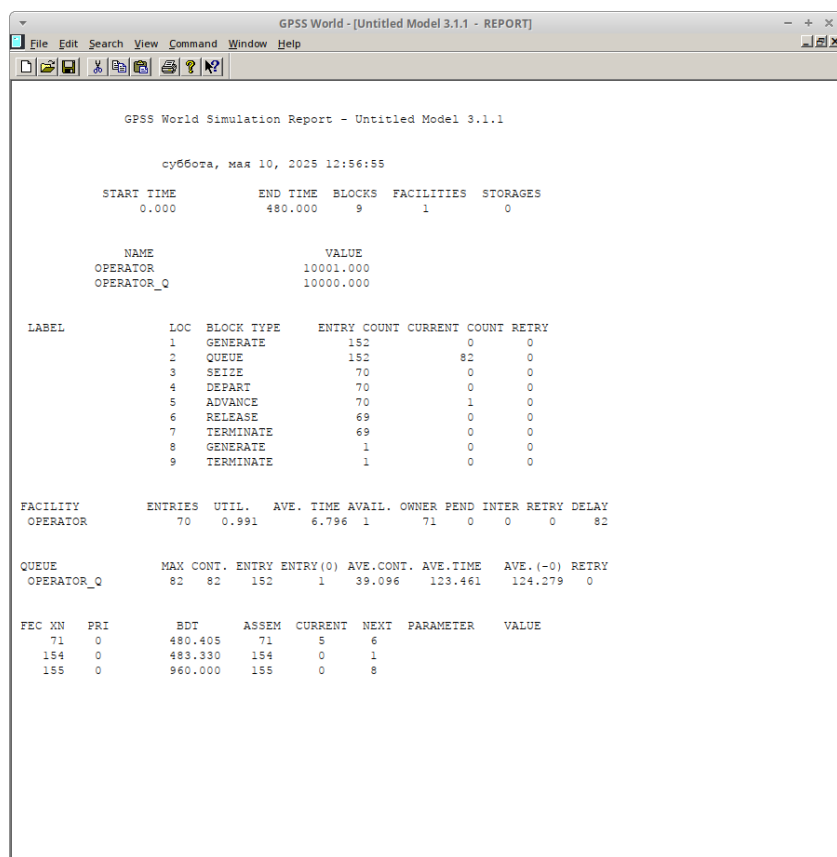 GPSS World - [Untitled Model 3.1.1 - REPORT]
File Edit Search View Command Window Help
GPSS World Simulation Report - Untitled Model 3.1.1
суббота, мая 10, 2025 12:56:55
START TIME END TIME BLOCKS FACILITIES STORAGES
0.000 480.000 9 1 0
NAME VALUE
OPERATOR 10001.000
OPERATOR_Q 10000.000
LABEL LOC BLOCK TYPE ENTRY COUNT CURRENT COUNT RETRY
1 GENERATE 152 0 0
2 QUEUE 152 82 0
3 SEIZE 70 0 0
4 DEPART 70 0 0
5 ADVANCE 70 1 0
6 RELEASE 69 0 0
7 TERMINATE 69 0 0
8 GENERATE 1 0 0
9 TERMINATE 1 0 0
FACILITY ENTRIES UTIL. AVE. TIME AVAIL. OWNER PEND INTER RETRY DELAY
OPERATOR 70 0.991 6.796 1 71 0 0 0 82
QUEUE MAX CONT. ENTRY ENTRY(0) AVE.CONT. AVE.TIME AVE.(-0) RETRY
OPERATOR_Q 82 82 152 1 39.096 123.461 124.279 0
FEC XN PRI BDT ASSEM CURRENT NEXT PARAMETER VALUE
71 0 480.405 71 5 6
154 0 483.330 154 0 1
155 0 960.000 155 0 8